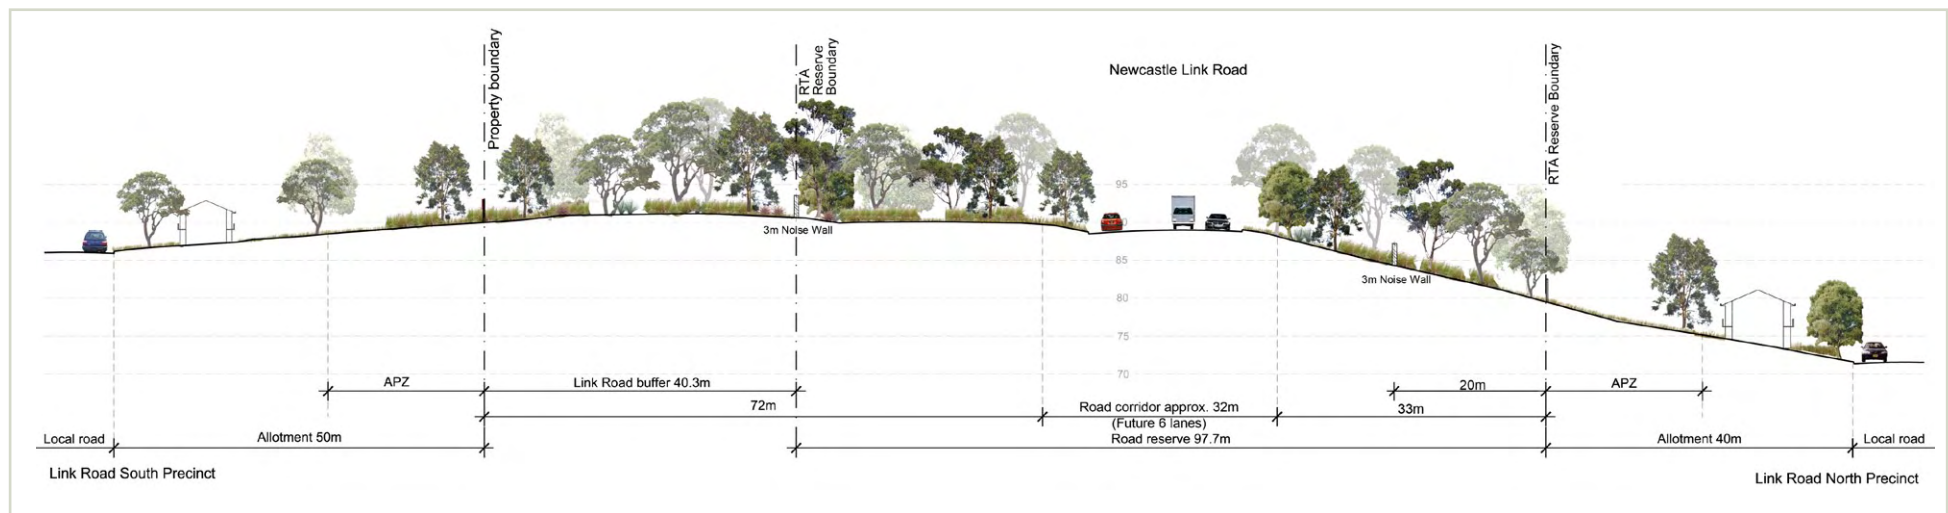 Property boundary
RTA
Reserve
Boundary
Newcastle Link Road
RTA Reserve Boundary
95
3m Noise Wall
85
3m Noise Wall
80
75
70
APZ
Link Road buffer 40.3m
20m
APZ
72m
Road corridor approx. 32m
(Future 6 lanes)
33m
Local road
Allotment 50m
Road reserve 97.7m
Allotment 40m
Local road
Link Road South Precinct
Link Road North Precinct